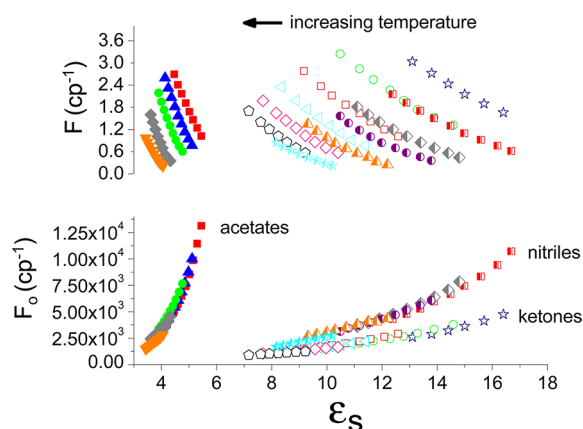 increasing temperature
F (cp⁻¹)
3.6
3.0
2.4
1.8
1.2
0.6
0.0
Fo (cp⁻¹)
1.25x10⁴
1.00x10⁴
7.50x10³
5.00x10³
2.50x10³
0.00
acetates
nitriles
ketones
4 6 8 10 12 14 16 18
εs